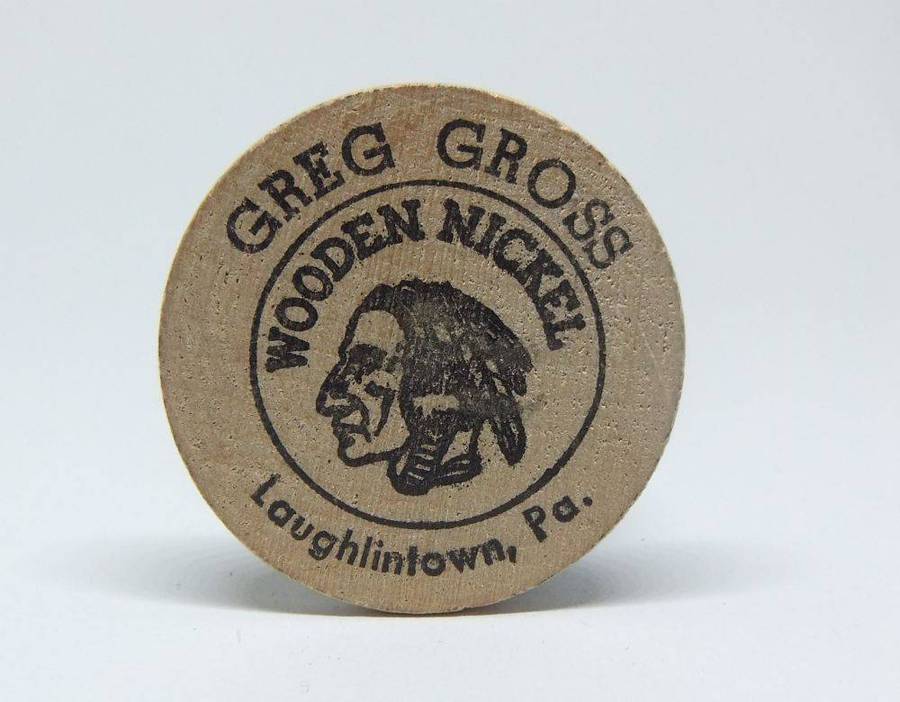 GREG GROSS
WOODEN NICKEL
Laughlintown, Pa.